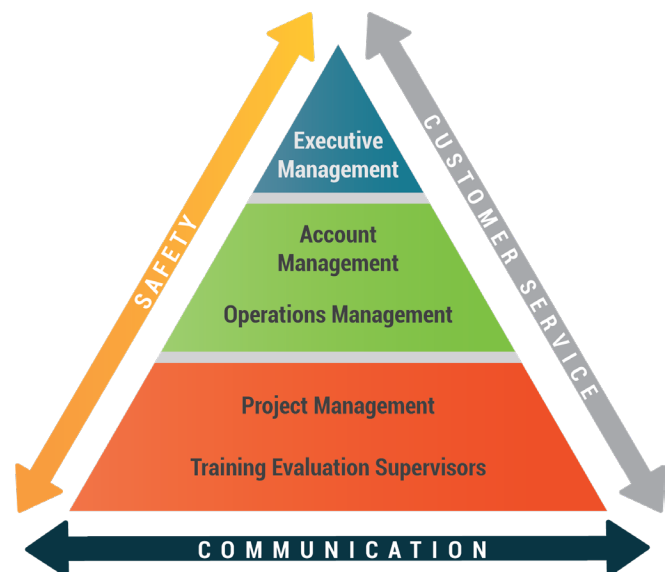 Executive
Management
Account
Management
Operations Management
Project Management
Training Evaluation Supervisors
SAFETY
CUSTOMER SERVICE
COMMUNICATION